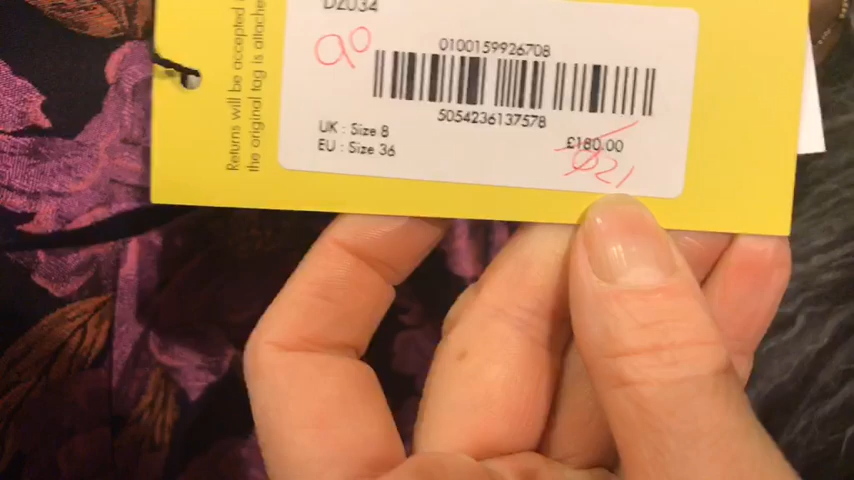 DZ034
90
0100159926708
5054236137578
UK : Size 8
EU : Size 36
£180.00
21
Returns will be accepted
the original tag is attache